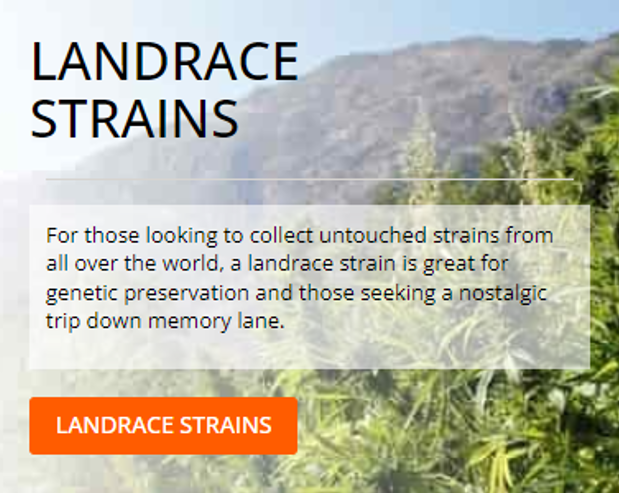 LANDRACE
STRAINS
For those looking to collect untouched strains from
all over the world, a landrace strain is great for
genetic preservation and those seeking a nostalgic
trip down memory lane.
LANDRACE STRAINS